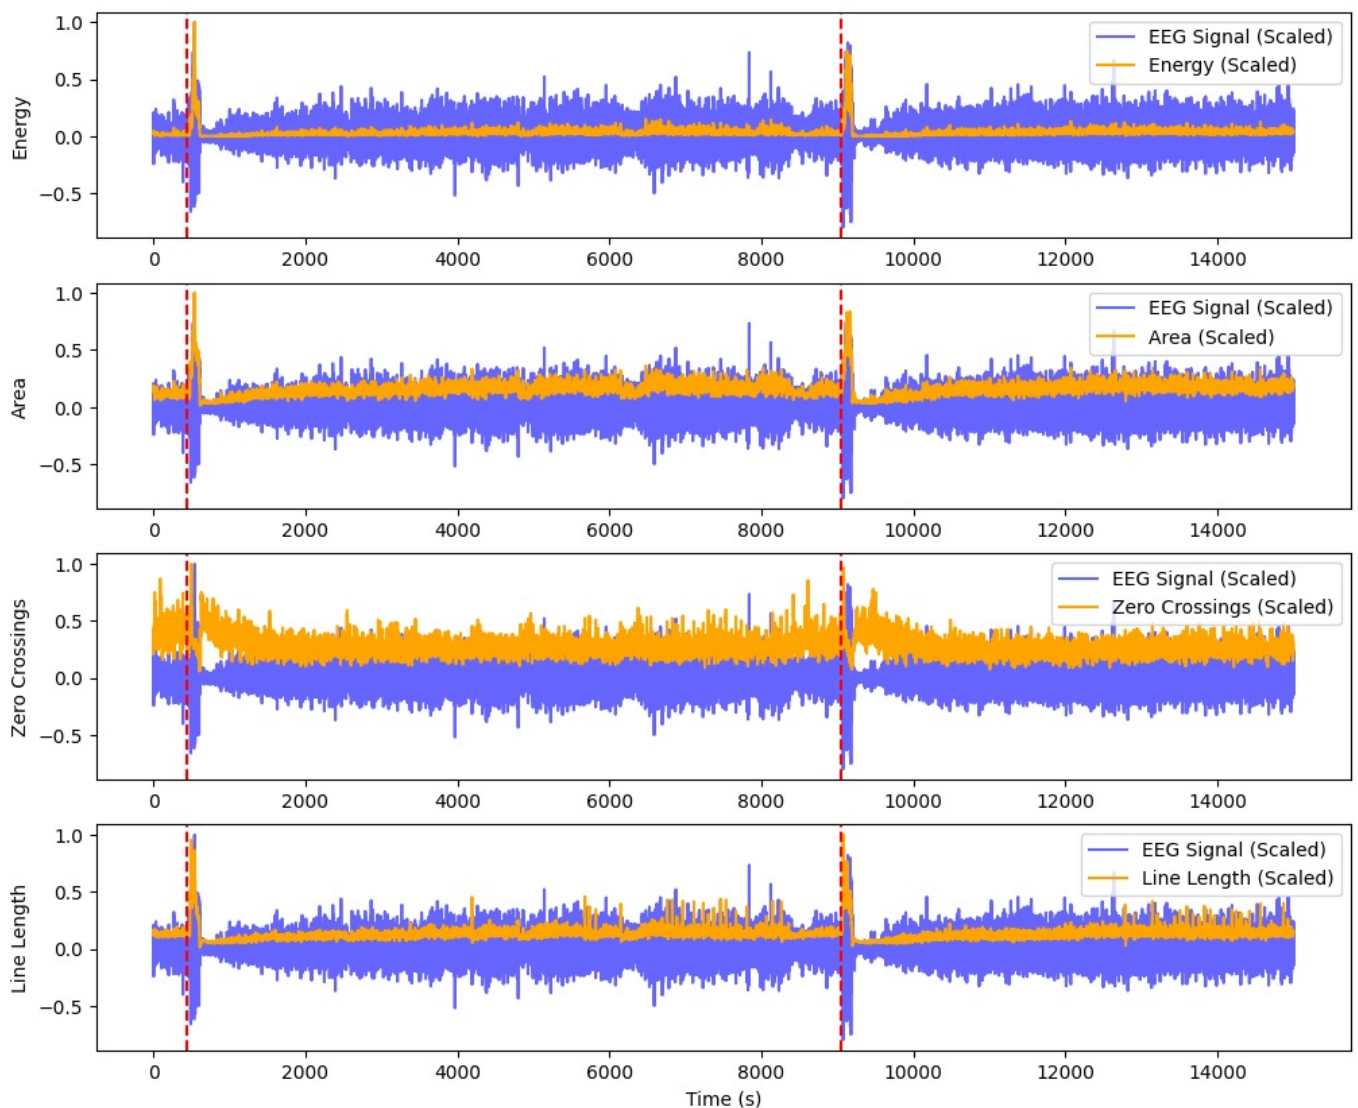 1.0
0.5
0.0
−0.5
Energy
EEG Signal (Scaled)
Energy (Scaled)
0 2000 4000 6000 8000 10000 12000 14000
1.0
0.5
0.0
−0.5
Area
EEG Signal (Scaled)
Area (Scaled)
0 2000 4000 6000 8000 10000 12000 14000
1.0
0.5
0.0
−0.5
Zero Crossings
EEG Signal (Scaled)
Zero Crossings (Scaled)
0 2000 4000 6000 8000 10000 12000 14000
1.0
0.5
0.0
−0.5
Line Length
EEG Signal (Scaled)
Line Length (Scaled)
0 2000 4000 6000 8000 10000 12000 14000
Time (s)